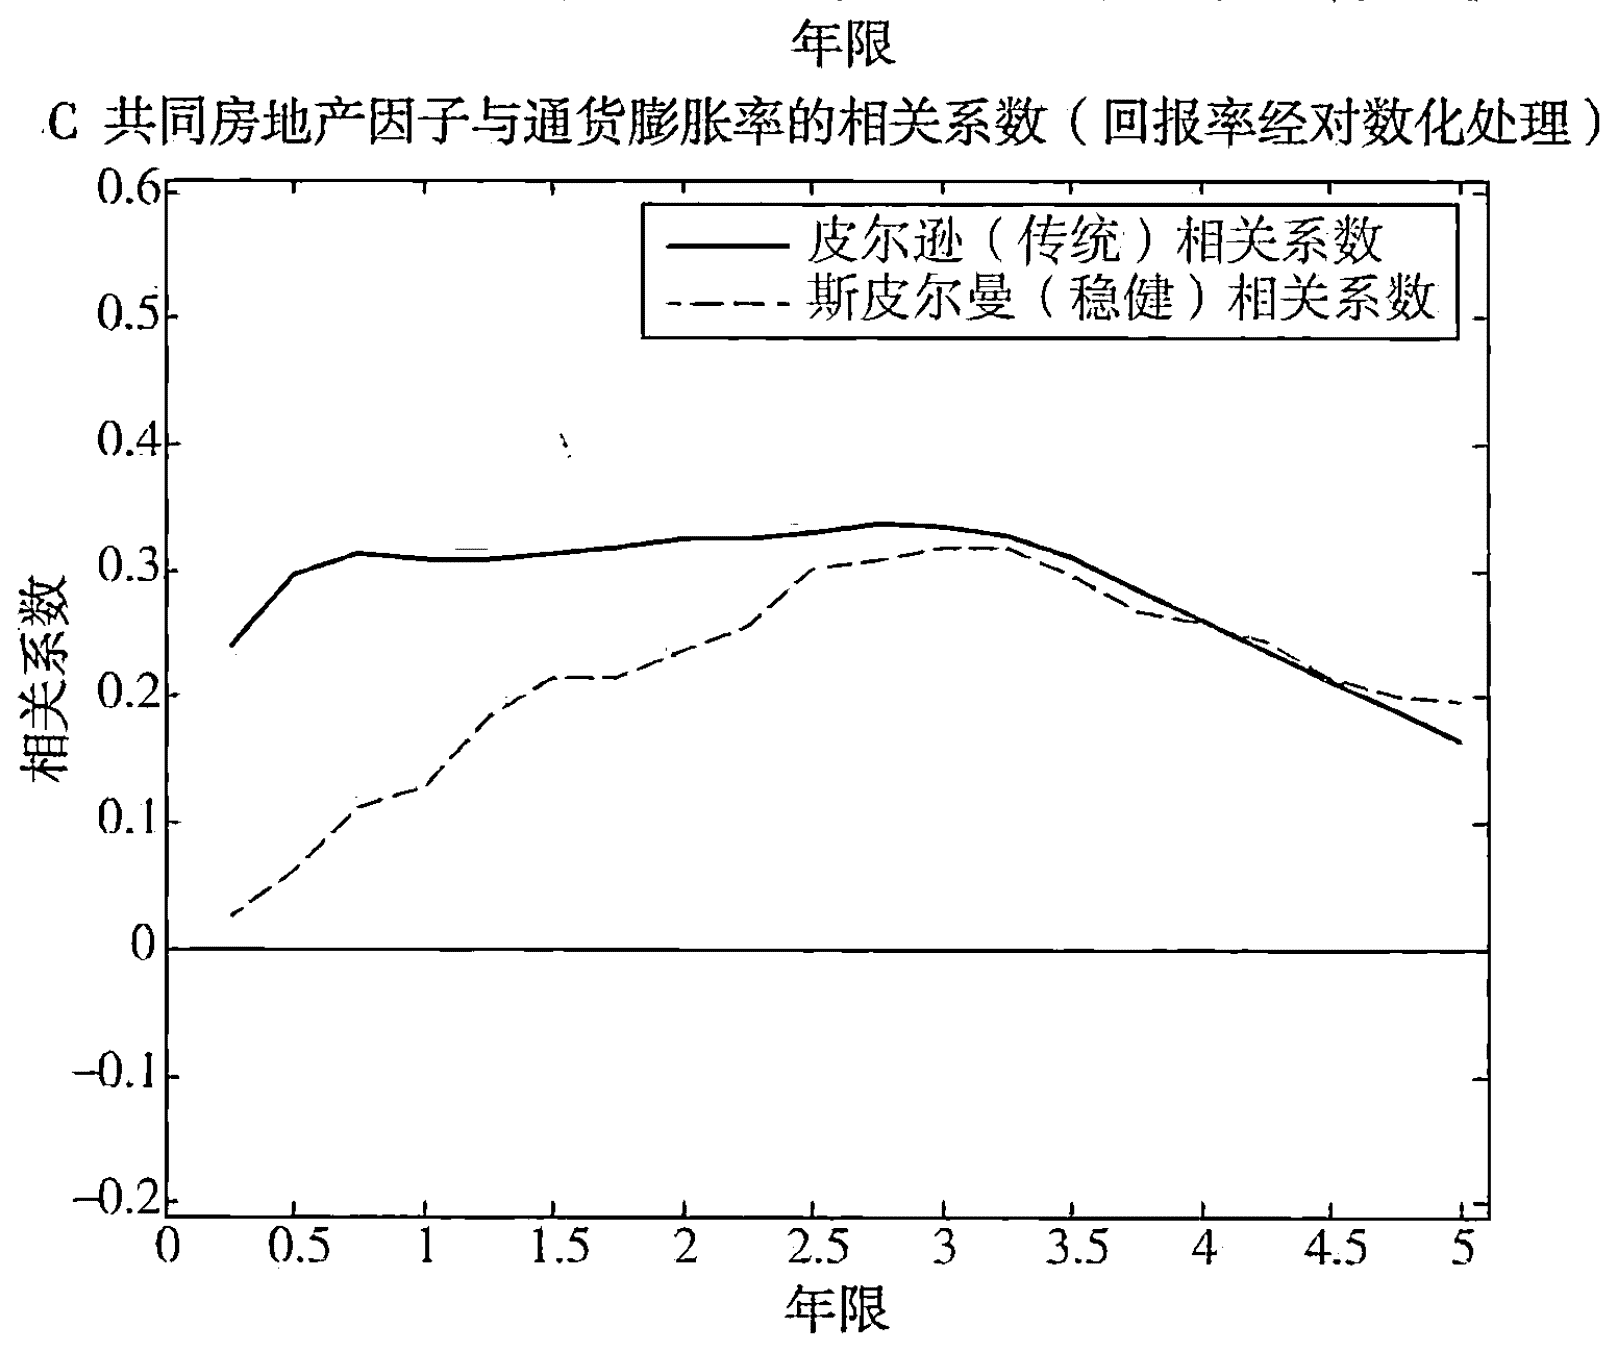 年限
C 共同房地产因子与通货膨胀率的相关系数（回报率经对数化处理）
0.6
皮尔逊（传统）相关系数
斯皮尔曼（稳健）相关系数
0.5
0.4
0.3
0.2
0.1
0
-0.1
-0.2
相关系数
0 0.5 1 1.5 2 2.5 3 3.5 4 4.5 5
年限